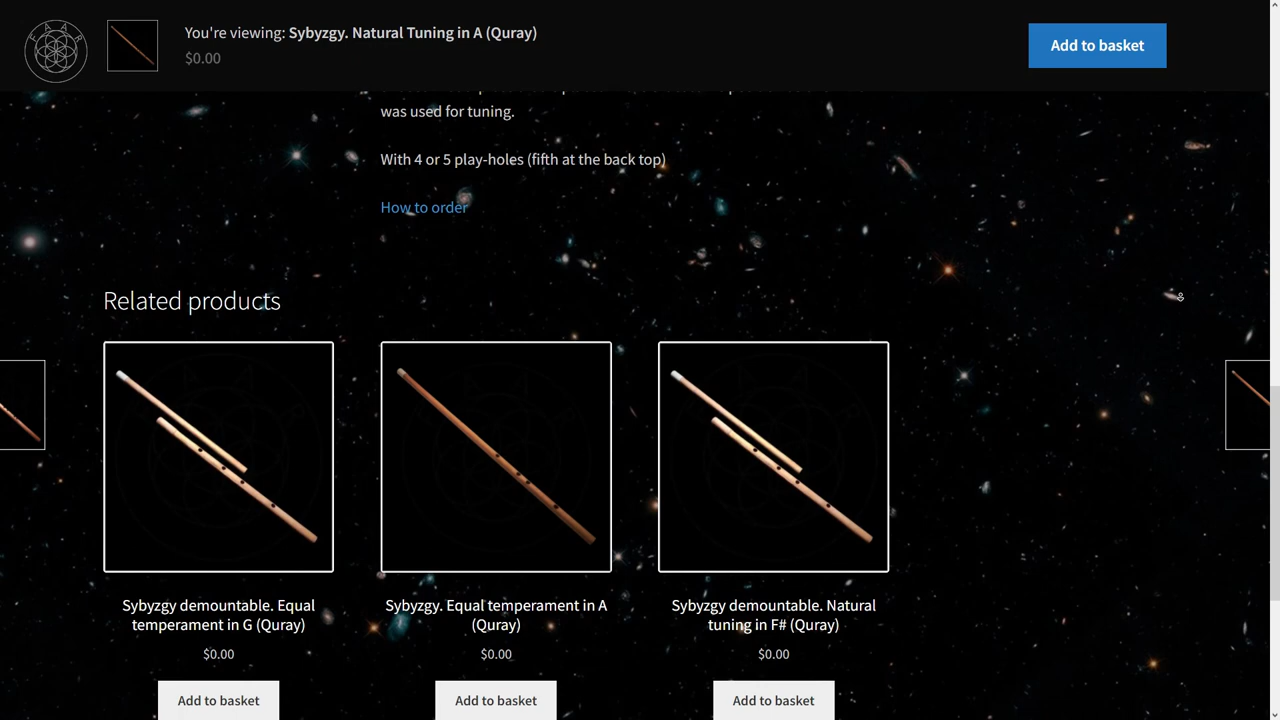 FAAR
You're viewing: Sybyzgy. Natural Tuning in A (Quray)
$0.00
Add to basket
was used for tuning.
With 4 or 5 play-holes (fifth at the back top)
How to order
Related products
Sybyzgy demountable. Equal
temperament in G (Quray)
$0.00
Add to basket
Sybyzgy. Equal temperament in A
(Quray)
$0.00
Add to basket
Sybyzgy demountable. Natural
tuning in F# (Quray)
$0.00
Add to basket